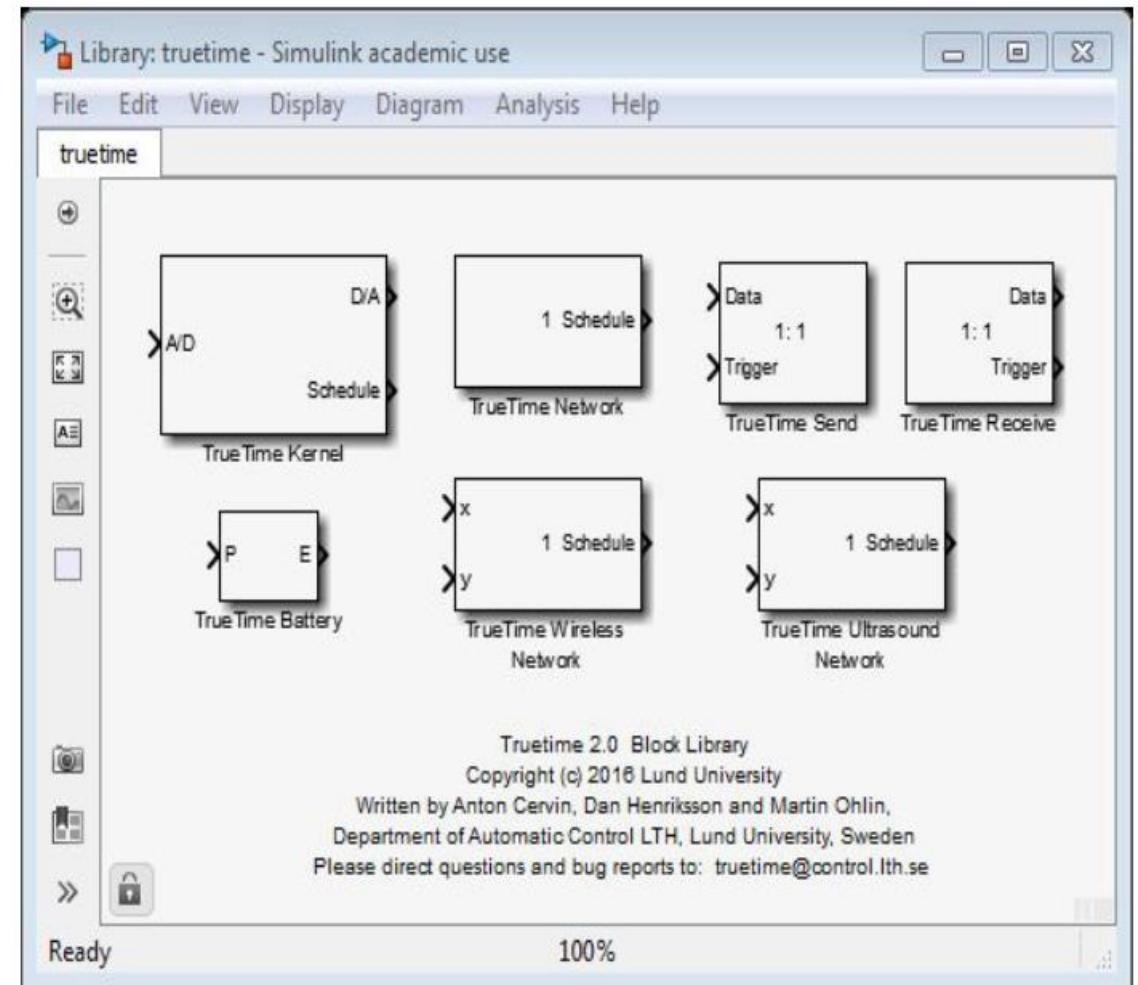 Library: truetime - Simulink academic use
File Edit View Display Diagram Analysis Help
truetime
D/A
A/D
Schedule
TrueTime Kernel
1 Schedule
TrueTime Network
Data
1: 1
Trigger
TrueTime Send
Data
1: 1
Trigger
TrueTime Receive
P E
TrueTime Battery
x
1 Schedule
y
TrueTime Wireless
Network
x
1 Schedule
y
TrueTime Ultrasound
Network
Truetime 2.0 Block Library
Copyright (c) 2016 Lund University
Written by Anton Cervin, Dan Henriksson and Martin Ohlin,
Department of Automatic Control LTH, Lund University, Sweden
Please direct questions and bug reports to: truetime@control.lth.se
Ready 100%